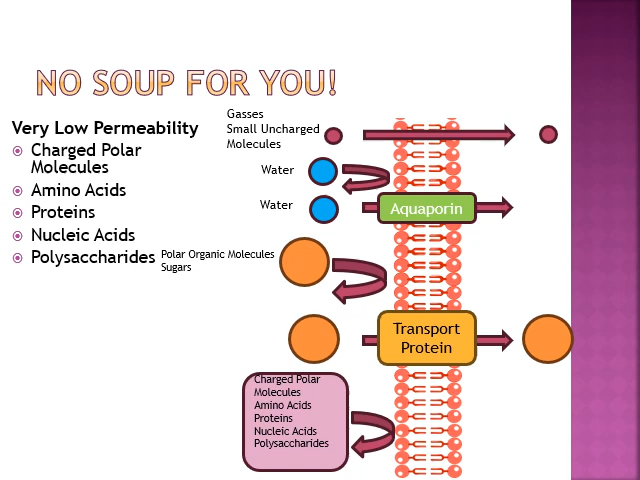 NO SOUP FOR YOU!
Very Low Permeability
Charged Polar
Molecules
Amino Acids
Proteins
Nucleic Acids
Polysaccharides
Gasses
Small Uncharged
Molecules
Water
Water
Aquaporin
Polar Organic Molecules
Sugars
Transport
Protein
Charged Polar
Molecules
Amino Acids
Proteins
Nucleic Acids
Polysaccharides